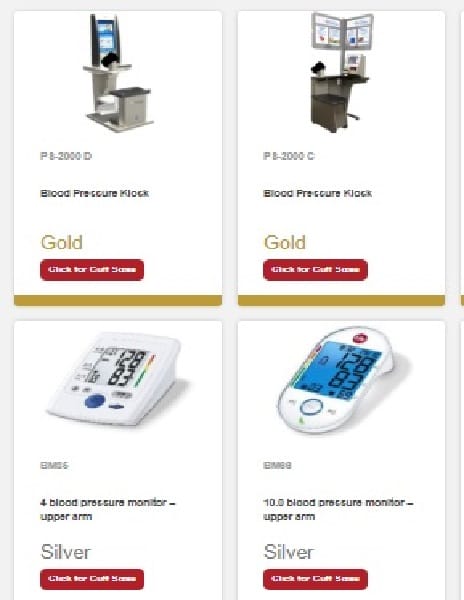 PS-2000 D
Blood Pressure Kiosk
Gold
Click for Cuff Sizes
PS-2000 C
Blood Pressure Kiosk
Gold
Click for Cuff Sizes
4 blood pressure monitor –
upper arm
Silver
Click for Cuff Sizes
10.0 blood pressure monitor –
upper arm
Silver
Click for Cuff Sizes